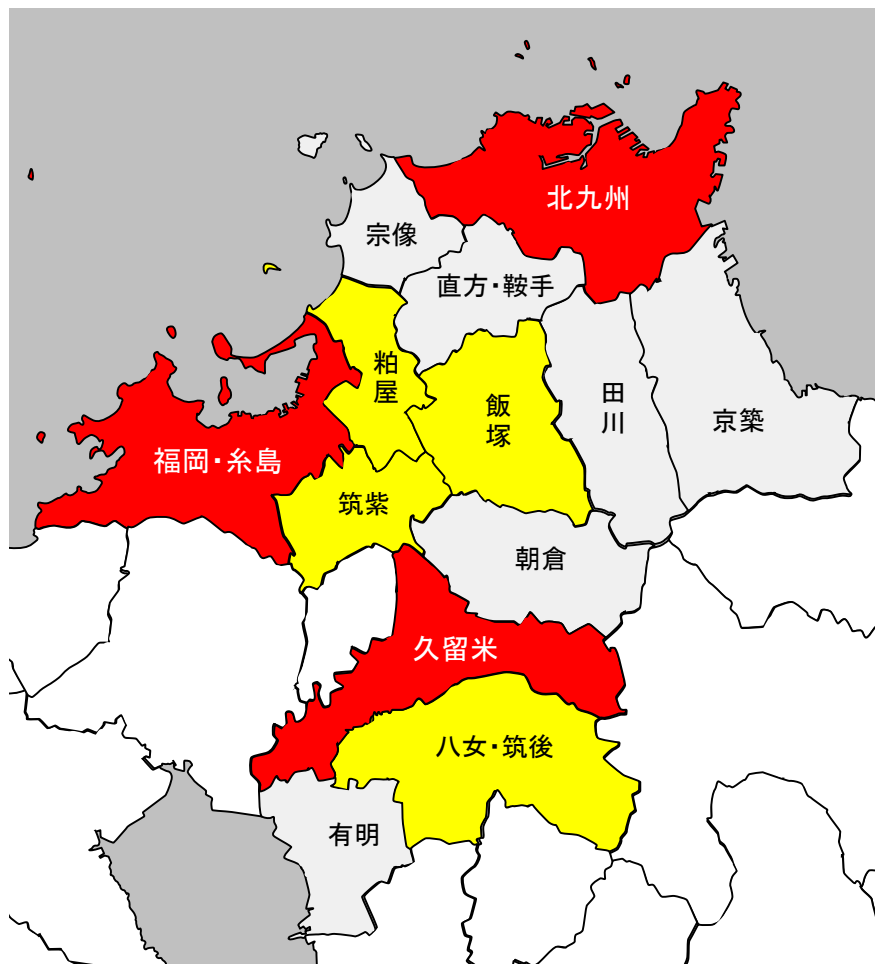 北九州
宗像
直方・鞍手
粕屋
飯塚
田川
京築
福岡・糸島
筑紫
朝倉
久留米
八女・筑後
有明